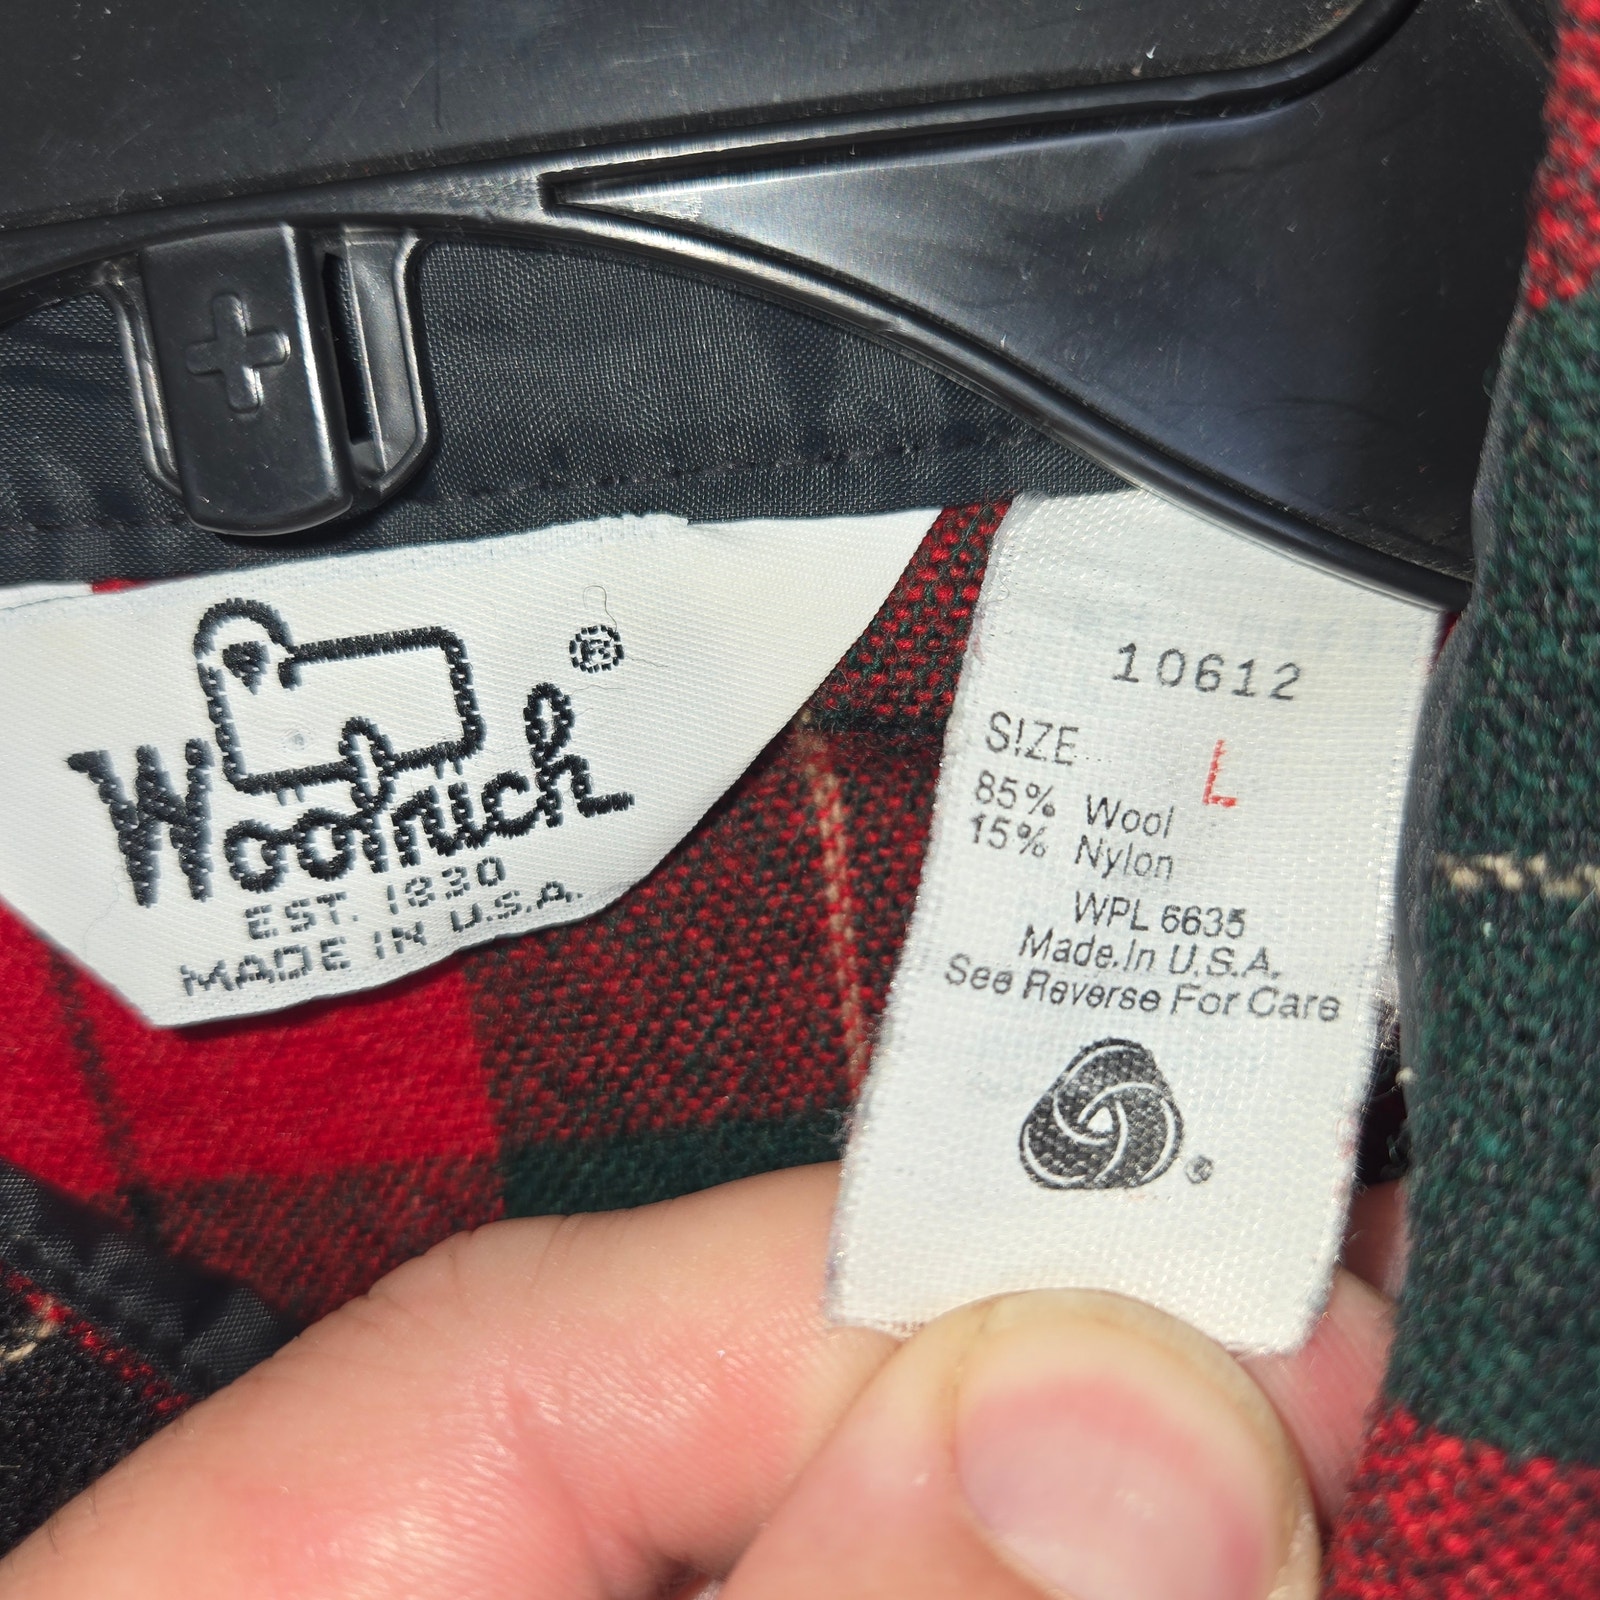 Woolrich ®
EST. 1830
MADE IN U.S.A.
10612
SIZE L
85% Wool
15% Nylon
WPL 6635
Made.In U.S.A.
See Reverse For Care
®